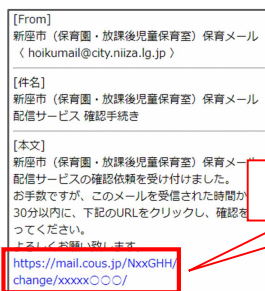 [From]
新座市（保育園・放課後児童保育室）保育メール
〈 hoikumail@city.niiza.lg.jp 〉
[件名]
新座市（保育園・放課後児童保育室）保育メール
配信サービス 確認手続き
[本文]
新座市（保育園・放課後児童保育室）保育メー
配信サービスの確認依頼を受け付けました。
お手数ですが、このメールを受信された時間か
30分以内に、下記のURLをクリックし、確認を
ってください。
よろしくお願い致します
https://mail.cous.jp/NxxGHH/
change/xxxxx○○○/